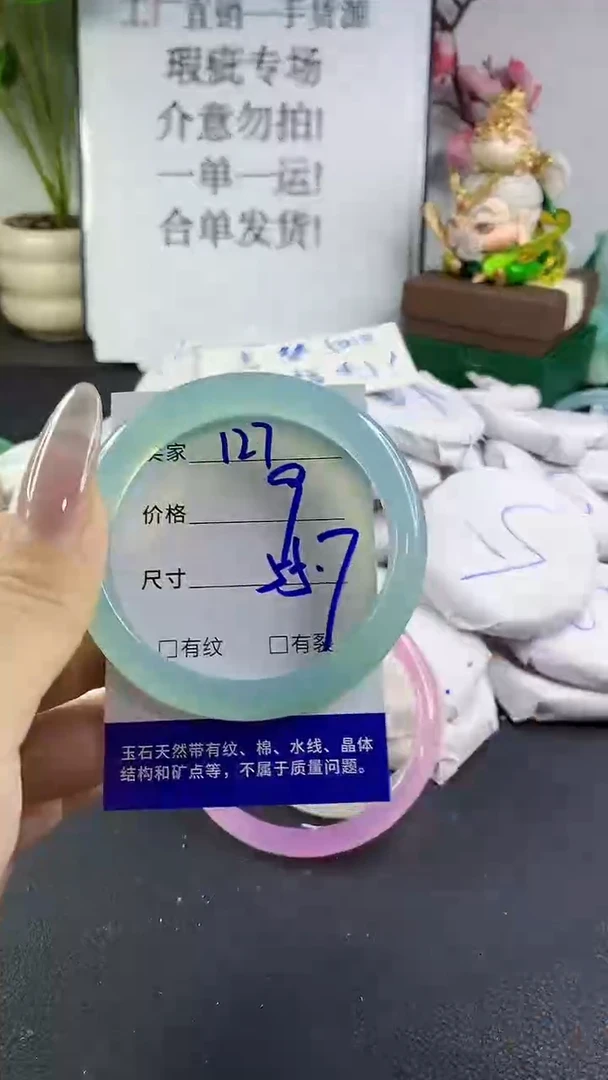 工厂直销一手货源
瑕疵专场
介意勿拍!
一单一运!
合单发货!
卖家 127
价格 9
尺寸
□有纹 □有裂
玉石天然带有纹、棉、水线、晶体
结构和矿点等，不属于质量问题。